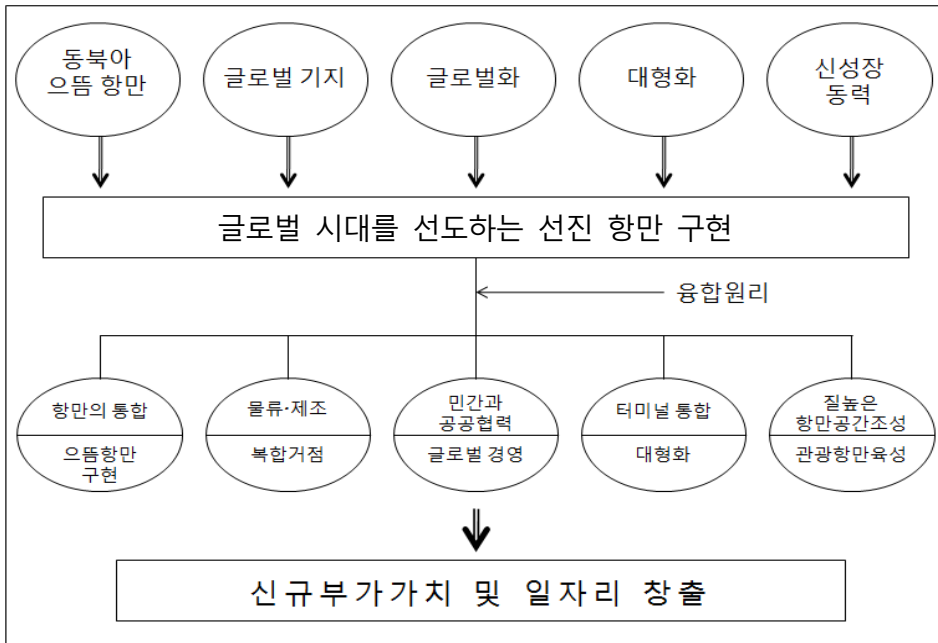 동북아
으뜸 항만
글로벌 기지
글로벌화
대형화
신성장
동력
글로벌 시대를 선도하는 선진 항만 구현
융합원리
항만의 통합
으뜸항만
구현
물류·제조
복합거점
민간과
공공협력
글로벌 경영
터미널 통합
대형화
질높은
항만공간조성
관광항만육성
신규부가가치 및 일자리 창출